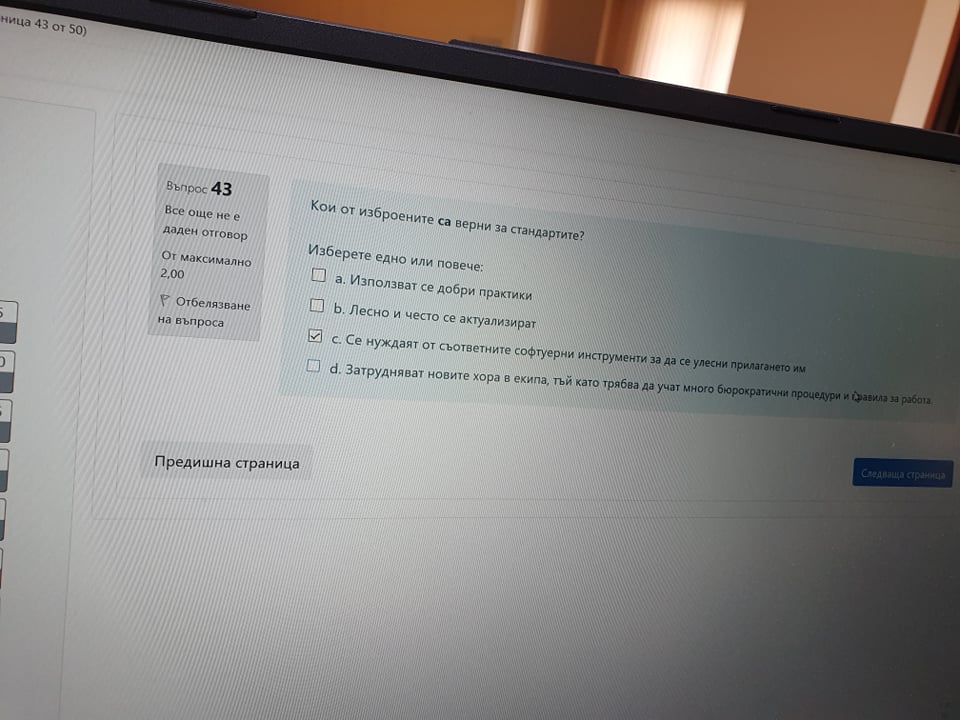 ница 43 от 50)
Въпрос 43
Все още не е
даден отговор
От максимално
2,00
Отбелязване
на въпроса
Кои от изброените са верни за стандартите?
Изберете едно или повече:
a. Използват се добри практики
b. Лесно и често се актуализират
c. Се нуждаят от съответните софтуерни инструменти за да се улесни прилагането им
d. Затрудняват новите хора в екипа, тъй като трябва да учат много бюрократични процедури и правила за работа.
Предишна страница
Следваща страница